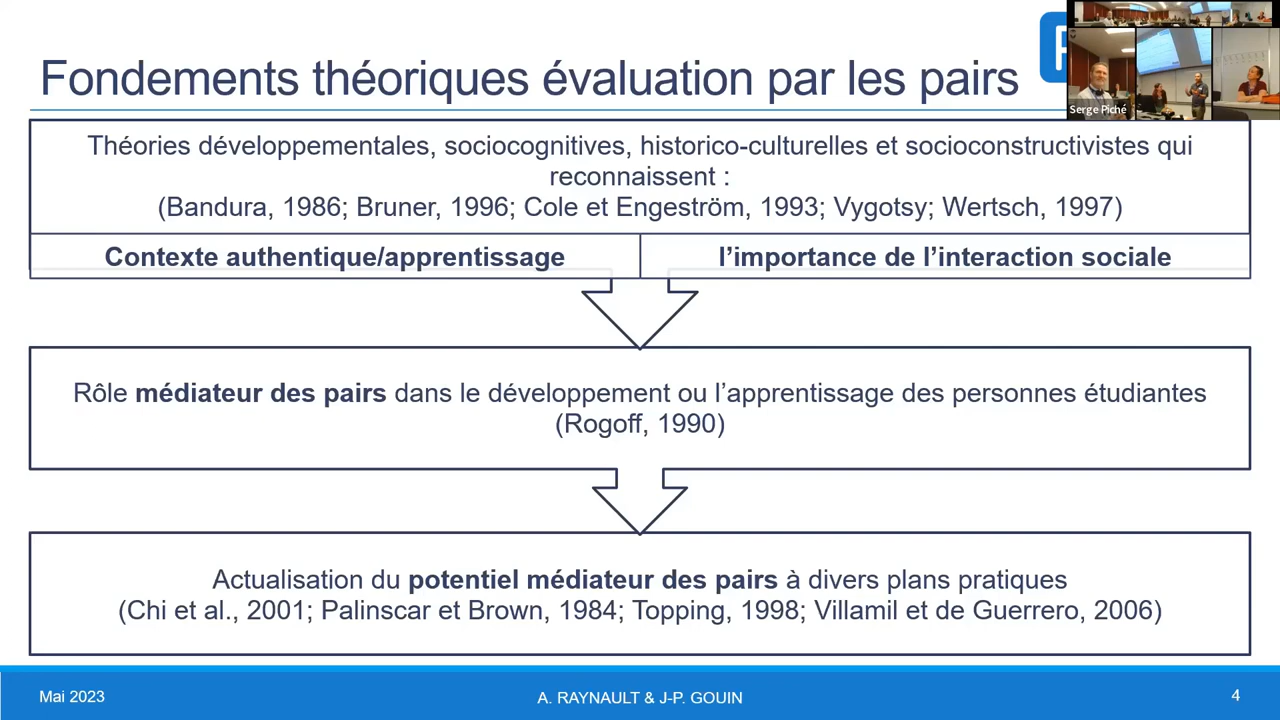 Fondements théoriques évaluation par les pairs
Serge Piché
Théories développementales, sociocognitives, historico-culturelles et socioconstructivistes qui
reconnaissent :
(Bandura, 1986; Bruner, 1996; Cole et Engeström, 1993; Vygotsy; Wertsch, 1997)
Contexte authentique/apprentissage
l’importance de l’interaction sociale
Rôle médiateur des pairs dans le développement ou l’apprentissage des personnes étudiantes
(Rogoff, 1990)
Actualisation du potentiel médiateur des pairs à divers plans pratiques
(Chi et al., 2001; Palinscar et Brown, 1984; Topping, 1998; Villamil et de Guerrero, 2006)
Mai 2023
A. RAYNAULT & J-P. GOUIN
4